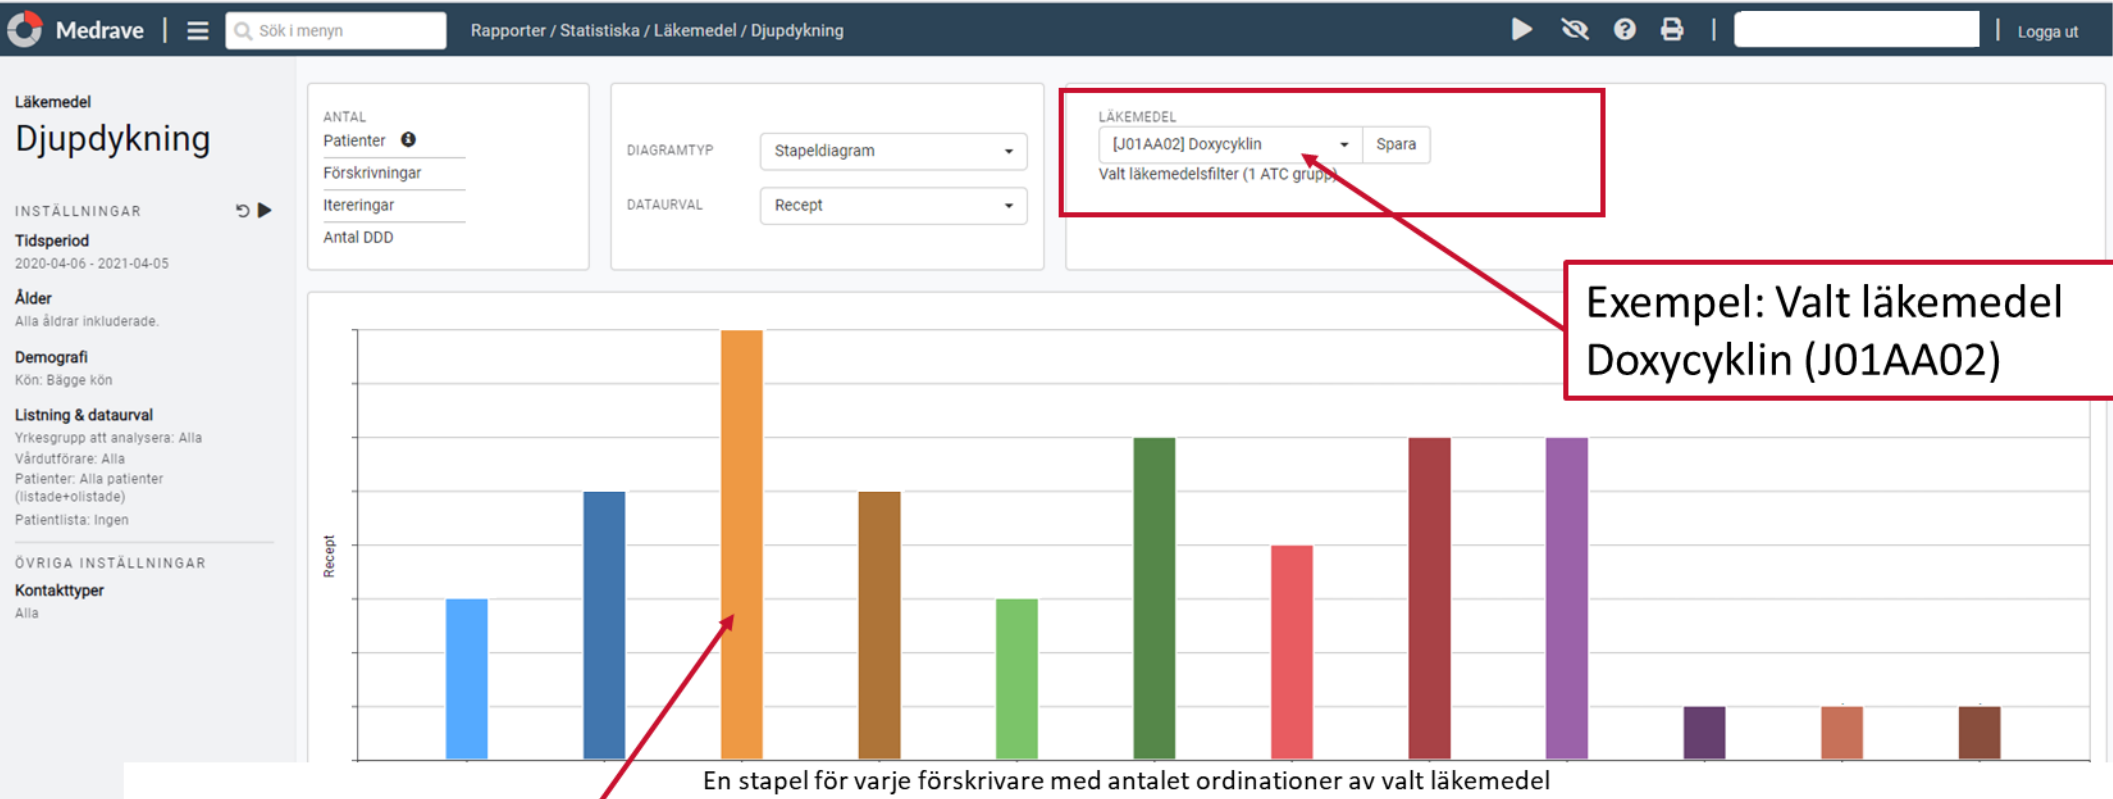 Medrave
Sök i menyn
Rapporter / Statistiska / Läkemedel / Djupdykning
Logga ut
Läkemedel
Djupdykning
INSTÄLLNINGAR
Tidsperiod
2020-04-06 - 2021-04-05
Ålder
Alla åldrar inkluderade.
Demografi
Kön: Bägge kön
Listning & dataurval
Yrkesgrupp att analysera: Alla
Vårdutförare: Alla
Patienter: Alla patienter
(listade+olistade)
Patientlista: Ingen
ÖVRIGA INSTÄLLNINGAR
Kontakttyper
Alla
ANTAL
Patienter
Förskrivningar
Itereringar
Antal DDD
DIAGRAMTYP
Stapeldiagram
DATAURVAL
Recept
LÄKEMEDEL
[J01AA02] Doxycyklin
Spara
Valt läkemedelsfilter (1 ATC grupp)
Exempel: Valt läkemedel
Doxycyklin (J01AA02)
Recept
En stapel för varje förskrivare med antalet ordinationer av valt läkemedel